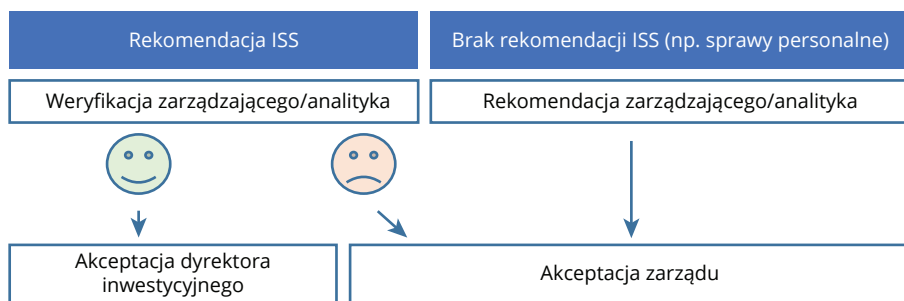 Rekomendacja ISS
Brak rekomendacji ISS (np. sprawy personalne)
Weryfikacja zarządzającego/analityka
Rekomendacja zarządzającego/analityka
Akceptacja dyrektora
inwestycyjnego
Akceptacja zarządu